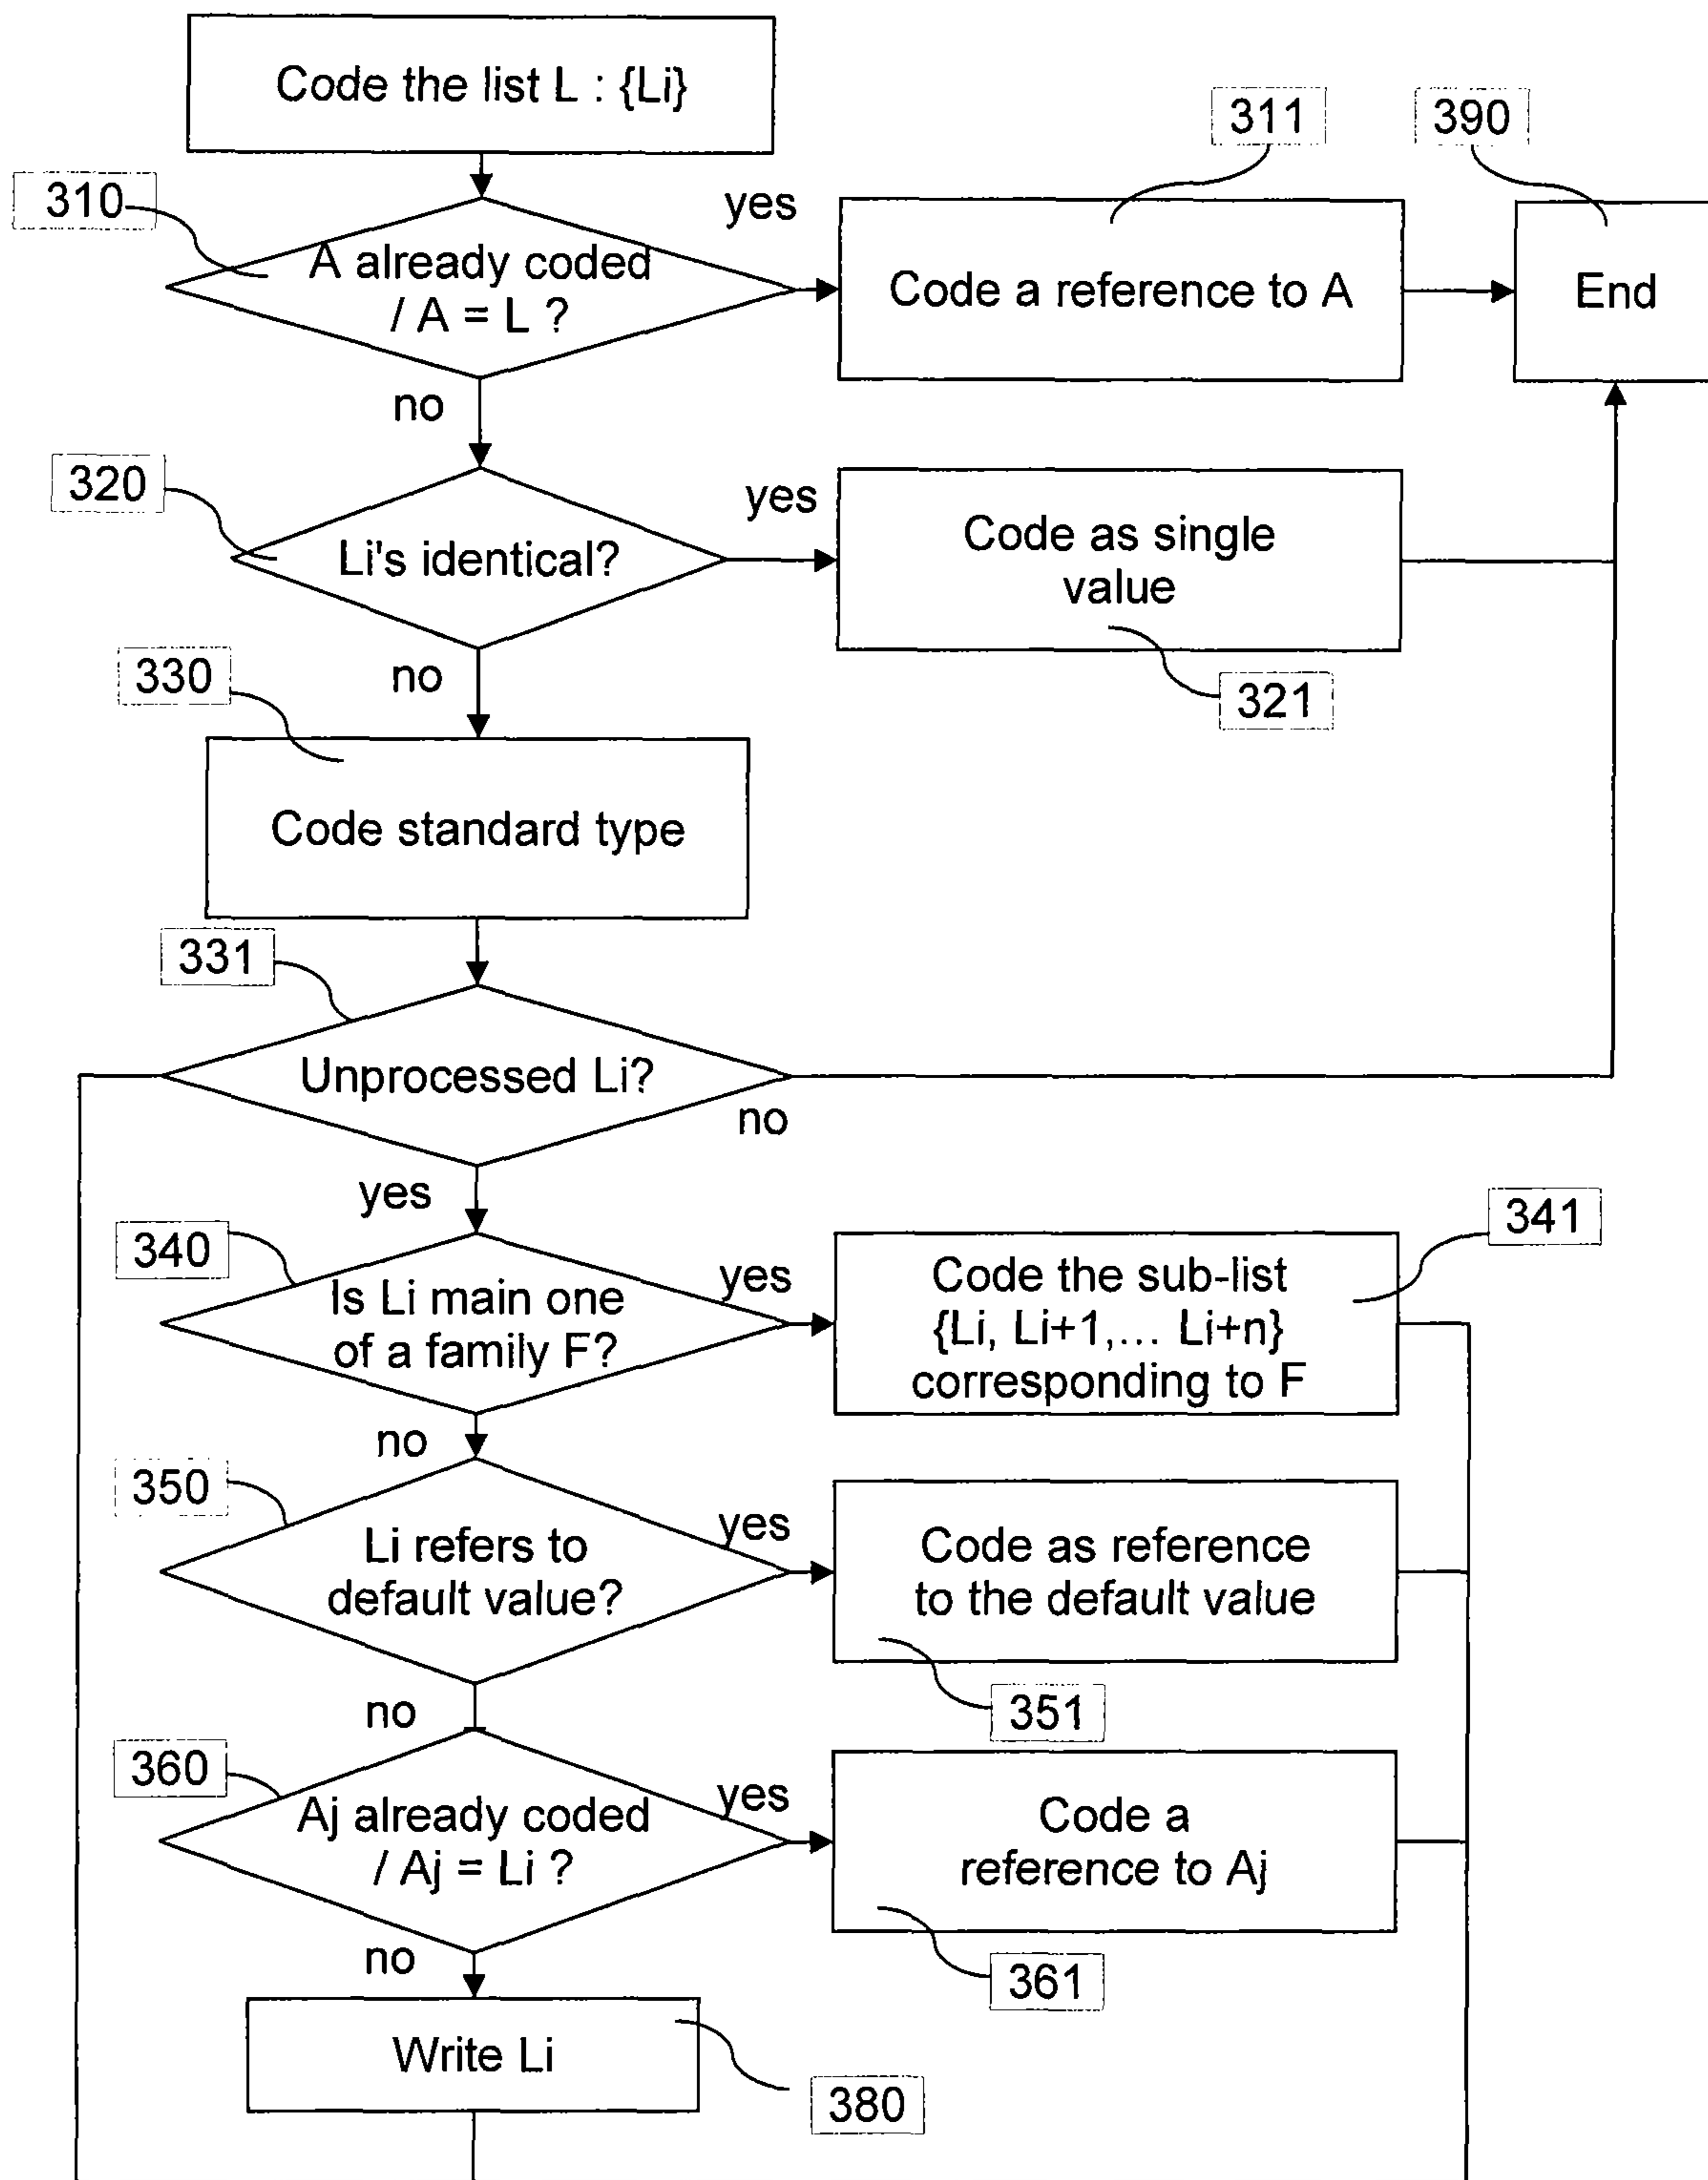 Code the list L : {Li}
311
390
310
yes
A already coded
/ A = L ?
Code a reference to A
End
no
320
yes
Li's identical?
Code as single
value
330
no
321
Code standard type
331
Unprocessed Li?
no
yes
340
341
Is Li main one
of a family F?
yes
Code the sub-list
{Li, Li+1,... Li+n}
corresponding to F
no
350
Li refers to
default value?
yes
Code as reference
to the default value
no
351
360
Aj already coded
/ Aj = Li ?
yes
Code a
reference to Aj
no
361
Write Li
380